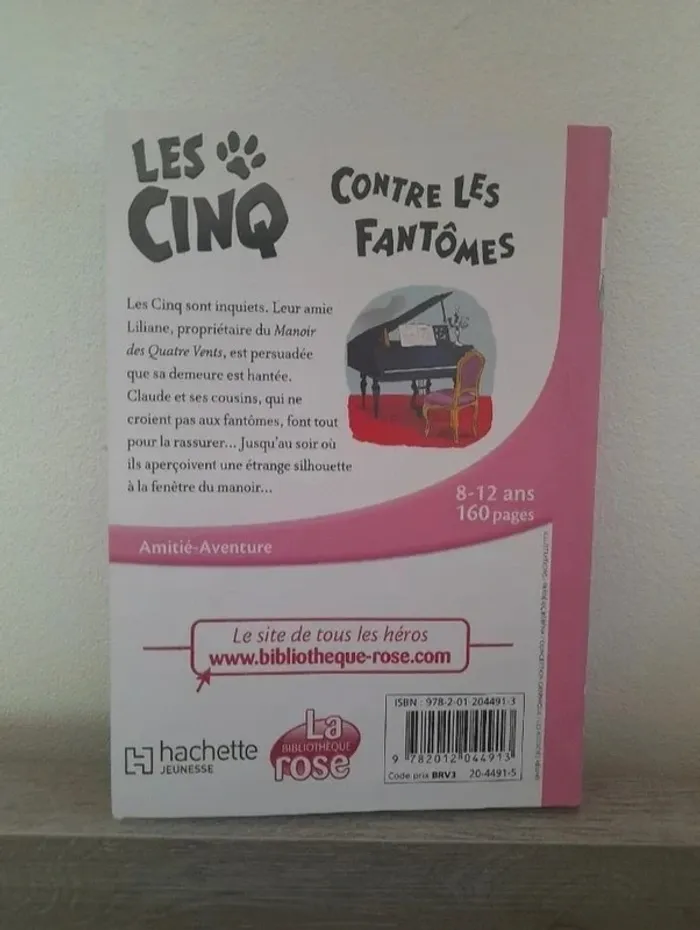 LES
CINQ
CONTRE LES
FANTÔMES
Les Cinq sont inquiets. Leur amie
Liliane, propriétaire du Manoir
des Quatre Vents, est persuadée
que sa demeure est hantée.
Claude et ses cousins, qui ne
croient pas aux fantômes, font tout
pour la rassurer... Jusqu'au soir où
ils aperçoivent une étrange silhouette
à la fenêtre du manoir...
8-12 ans
160 pages
Amitié-Aventure
Le site de tous les héros
www.bibliotheque-rose.com
hachette
JEUNESSE
La
BIBLIOTHÈQUE
rose
ISBN : 978-2-01-204491-3
9 782012 044913
Code prix BRV3 20-4491-5